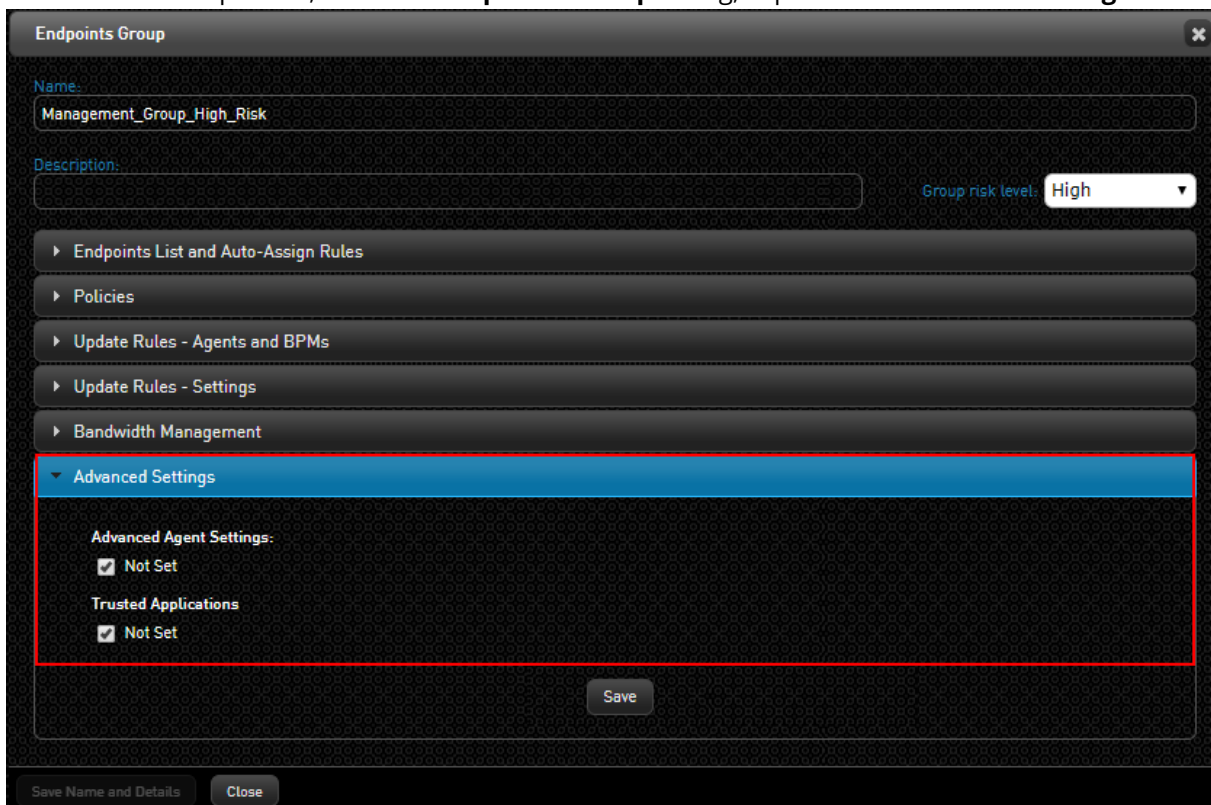 Endpoints Group
Name:
Management_Group_High_Risk
Description:
Group risk level: High
Endpoints List and Auto-Assign Rules
Policies
Update Rules - Agents and BPMs
Update Rules - Settings
Bandwidth Management
Advanced Settings
Advanced Agent Settings:
Not Set
Trusted Applications
Not Set
Save
Save Name and Details Close